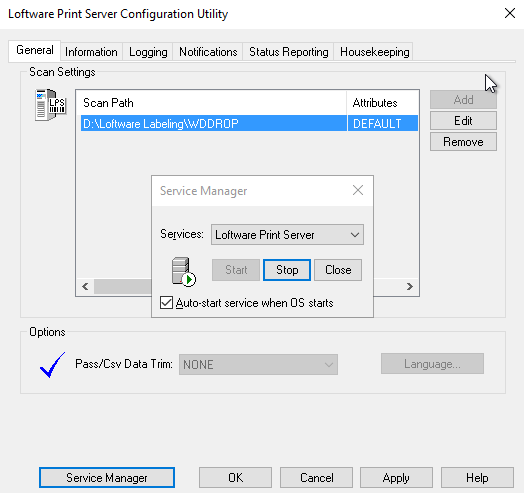 Loftware Print Server Configuration Utility
General Information Logging Notifications Status Reporting Housekeeping
Scan Settings
LPS
Scan Path Attributes
Add
D:\Loftware Labeling\WDDROP DEFAULT
Edit
Remove
Service Manager
Services: Loftware Print Server
Start Stop Close
Auto-start service when OS starts
Options
Pass/Csv Data Trim: NONE Language...
Service Manager OK Cancel Apply Help